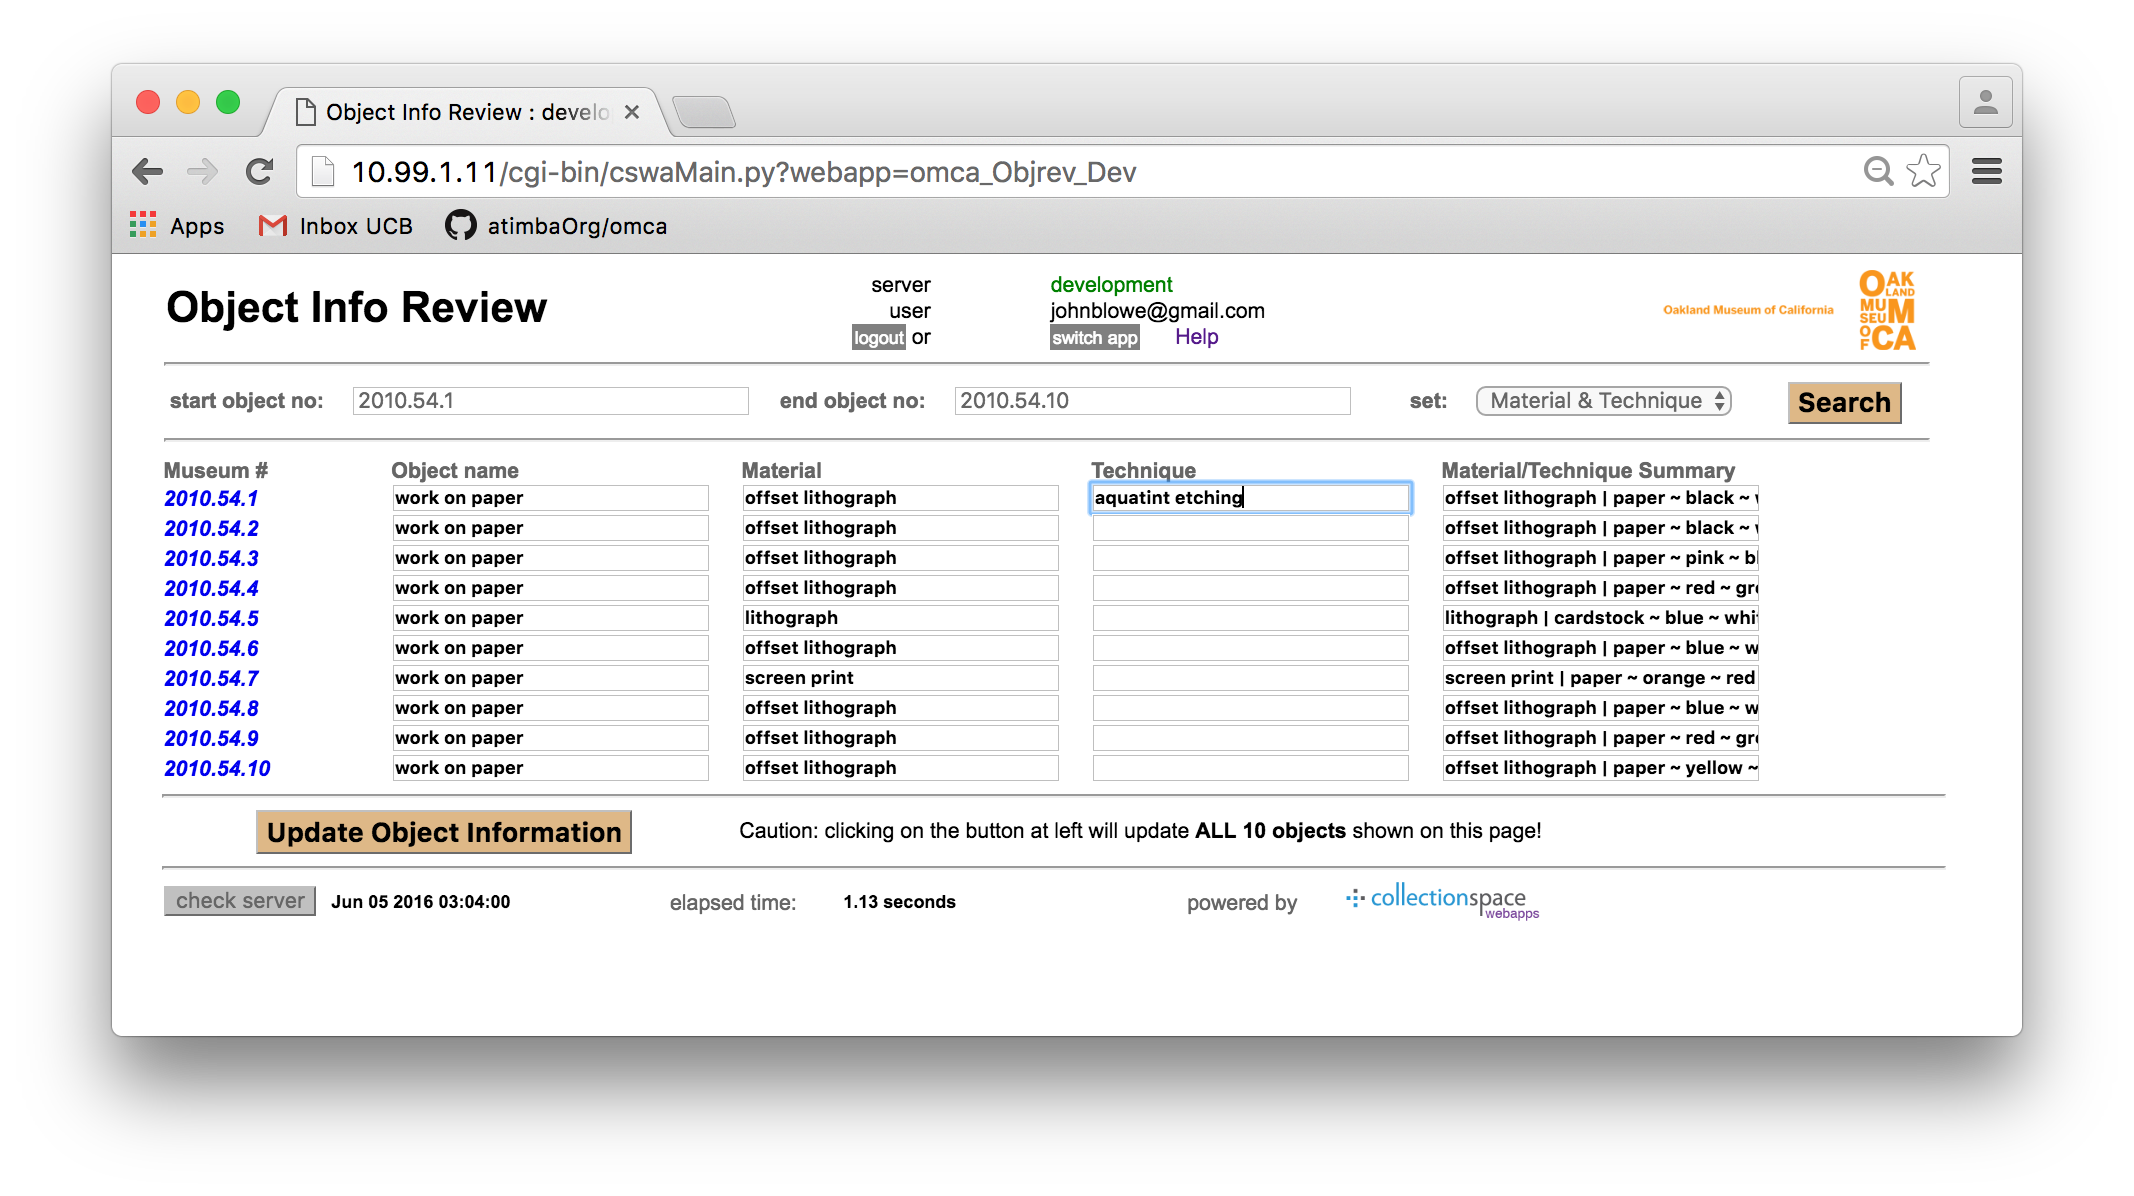 Object Info Review : develo
10.99.1.11/cgi-bin/cswaMain.py?webapp=omca_Objrev_Dev
Apps Inbox UCB atimbaOrg/omca
Object Info Review
server development
user johnblowe@gmail.com
logout or switch app Help
Oakland Museum of California
OAKLAND MUSEUM OF CA
start object no: 2010.54.1 end object no: 2010.54.10 set: Material & Technique Search
Museum # Object name Material Technique Material/Technique Summary
2010.54.1 work on paper offset lithograph aquatint etching offset lithograph | paper ~ black ~
2010.54.2 work on paper offset lithograph offset lithograph | paper ~ black ~
2010.54.3 work on paper offset lithograph offset lithograph | paper ~ pink ~ bl
2010.54.4 work on paper offset lithograph offset lithograph | paper ~ red ~ gr
2010.54.5 work on paper lithograph lithograph | cardstock ~ blue ~ whi
2010.54.6 work on paper offset lithograph offset lithograph | paper ~ blue ~ w
2010.54.7 work on paper screen print screen print | paper ~ orange ~ red
2010.54.8 work on paper offset lithograph offset lithograph | paper ~ blue ~ w
2010.54.9 work on paper offset lithograph offset lithograph | paper ~ red ~ gr
2010.54.10 work on paper offset lithograph offset lithograph | paper ~ yellow ~
Update Object Information Caution: clicking on the button at left will update ALL 10 objects shown on this page!
check server Jun 05 2016 03:04:00 elapsed time: 1.13 seconds powered by collectionspace
webapps